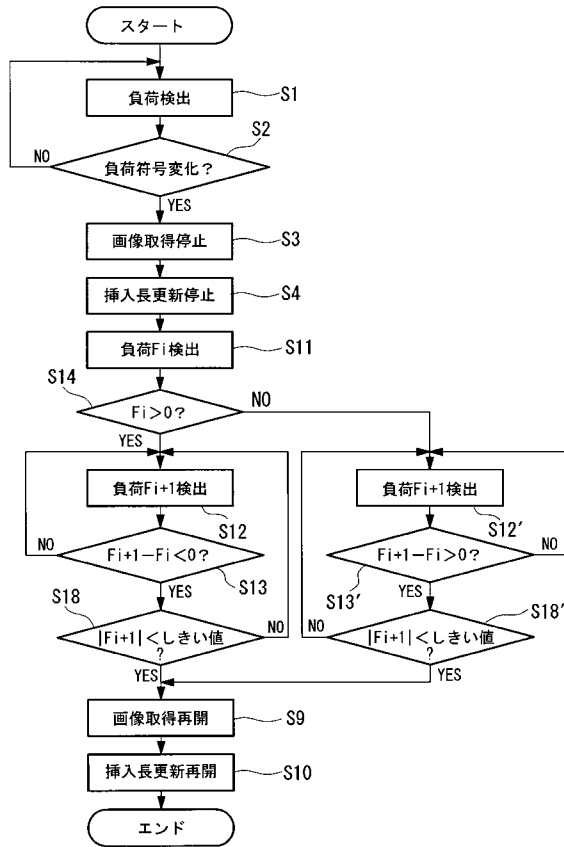 スタート
負荷検出
S1
S2
NO
負荷符号変化？
YES
画像取得停止
S3
挿入長更新停止
S4
負荷Fi検出
S11
S14
Fi＞0？
NO
YES
負荷Fi+1検出
S12
負荷Fi+1検出
S12'
NO
Fi+1−Fi＜0？
S13
YES
Fi+1−Fi＞0？
NO
S13'
YES
S18
|Fi+1|＜しきい値
？
NO
YES
S18'
NO
|Fi+1|＜しきい値
？
YES
画像取得再開
S9
挿入長更新再開
S10
エンド